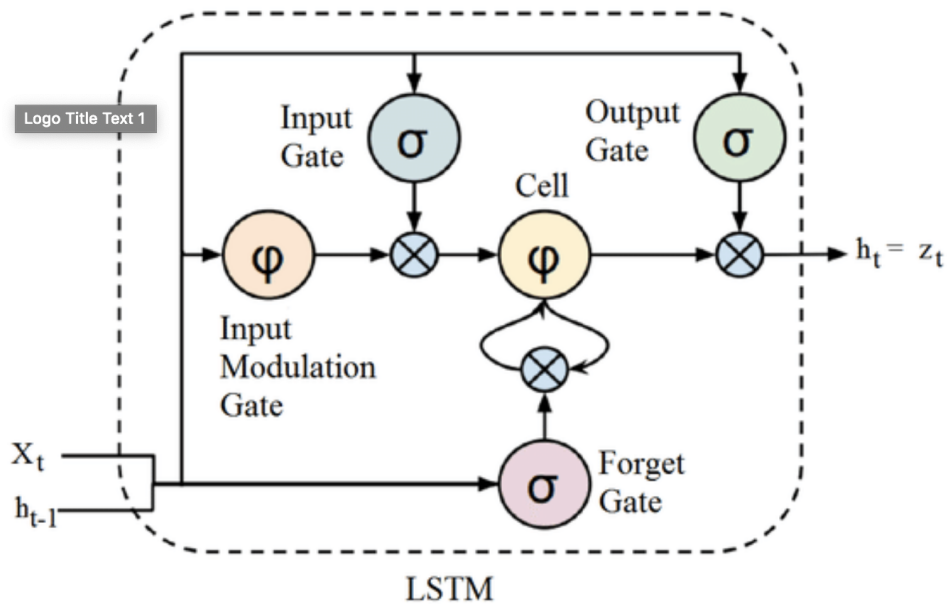 Logo Title Text 1
Input
Gate
σ
Output
Gate
σ
Cell
φ
φ
h_t = z_t
Input
Modulation
Gate
X_t
h_{t-1}
σ
Forget
Gate
LSTM